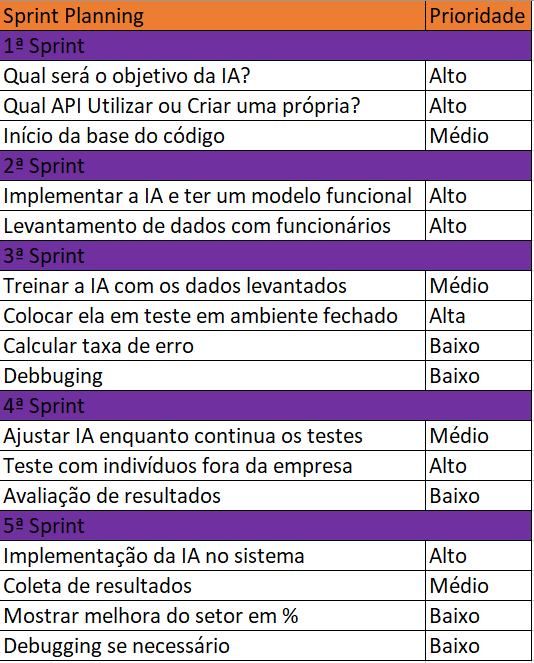 Sprint Planning Prioridade
1ª Sprint
Qual será o objetivo da IA? Alto
Qual API Utilizar ou Criar uma própria? Alto
Início da base do código Médio
2ª Sprint
Implementar a IA e ter um modelo funcional Alto
Levantamento de dados com funcionários Alto
3ª Sprint
Treinar a IA com os dados levantados Médio
Colocar ela em teste em ambiente fechado Alta
Calcular taxa de erro Baixo
Debbuging Baixo
4ª Sprint
Ajustar IA enquanto continua os testes Médio
Teste com indivíduos fora da empresa Alto
Avaliação de resultados Baixo
5ª Sprint
Implementação da IA no sistema Alto
Coleta de resultados Médio
Mostrar melhora do setor em % Baixo
Debugging se necessário Baixo